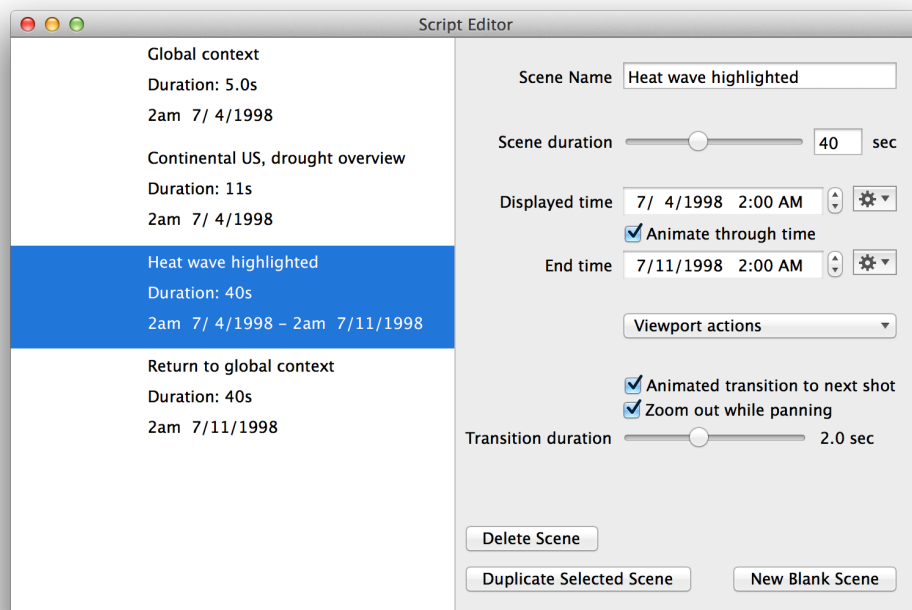 Script Editor
Global context
Duration: 5.0s
2am 7/ 4/1998
Continental US, drought overview
Duration: 11s
2am 7/ 4/1998
Heat wave highlighted
Duration: 40s
2am 7/ 4/1998 – 2am 7/11/1998
Return to global context
Duration: 40s
2am 7/11/1998
Scene Name Heat wave highlighted
Scene duration 40 sec
Displayed time 7/ 4/1998 2:00 AM
Animate through time
End time 7/11/1998 2:00 AM
Viewport actions
Animated transition to next shot
Zoom out while panning
Transition duration 2.0 sec
Delete Scene
Duplicate Selected Scene New Blank Scene